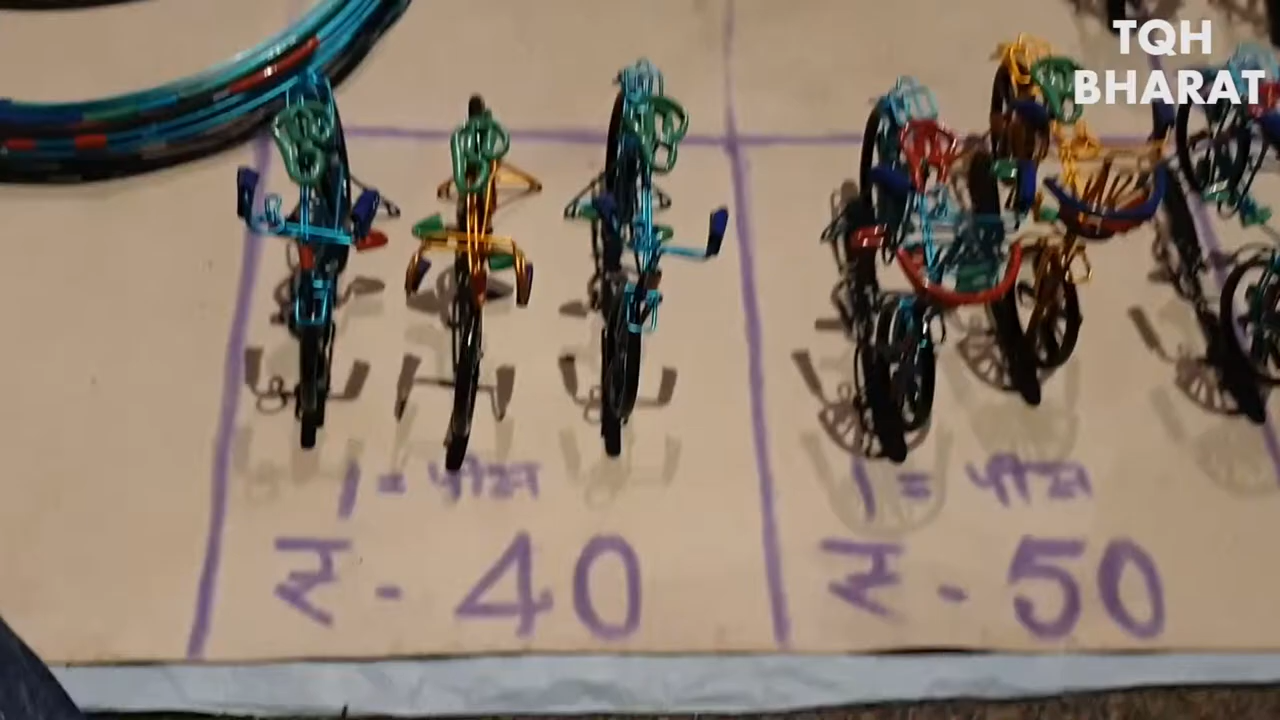 TQH
BHARAT
1 = पीस
1 = पीस
रु - 40
रु - 50